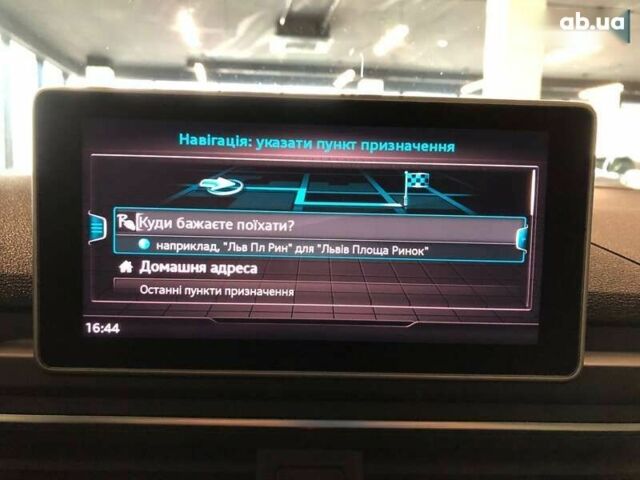 ab.ua
Навігація: указати пункт призначення
Куди бажаєте поїхати?
наприклад, "Льв Пл Рин" для "Львів Площа Ринок"
Домашня адреса
Останні пункти призначення
16:44